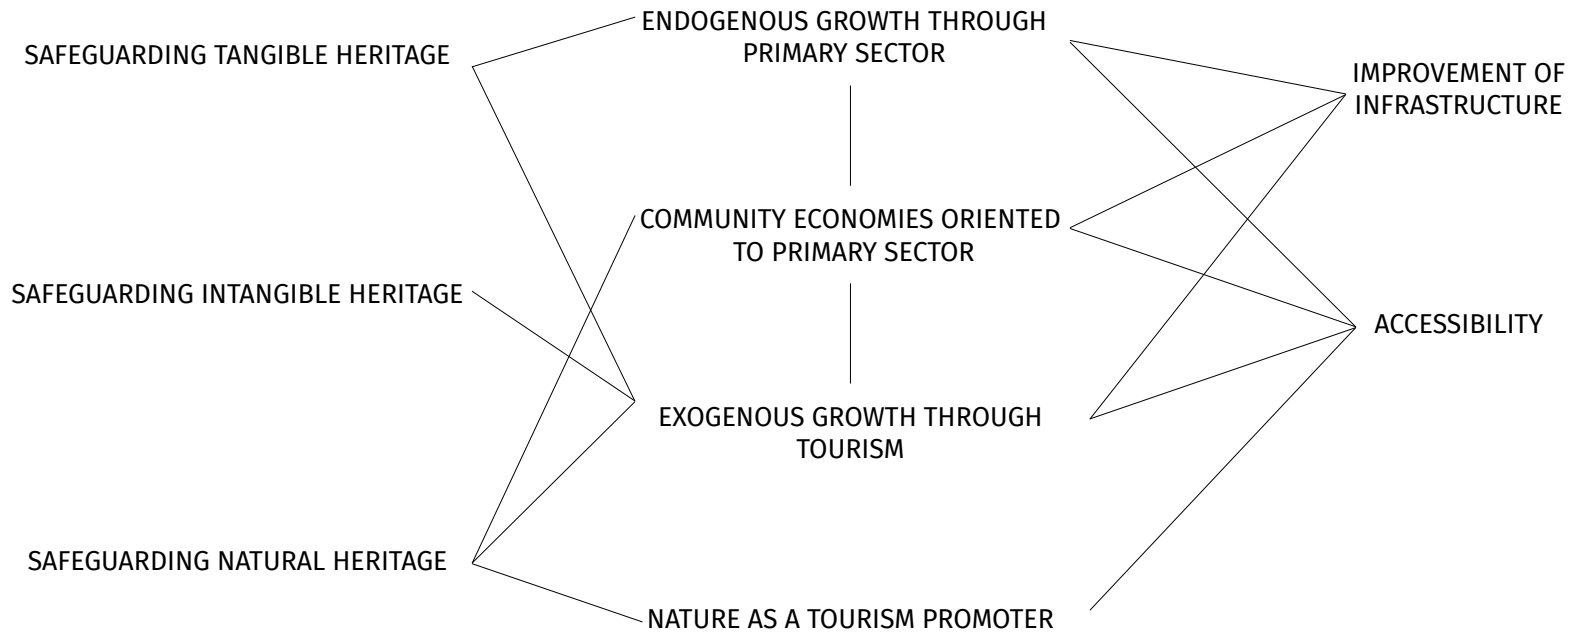 SAFEGUARDING TANGIBLE HERITAGE
SAFEGUARDING INTANGIBLE HERITAGE
SAFEGUARDING NATURAL HERITAGE
ENDOGENOUS GROWTH THROUGH
PRIMARY SECTOR
COMMUNITY ECONOMIES ORIENTED
TO PRIMARY SECTOR
EXOGENOUS GROWTH THROUGH
TOURISM
NATURE AS A TOURISM PROMOTER
IMPROVEMENT OF
INFRASTRUCTURE
ACCESSIBILITY